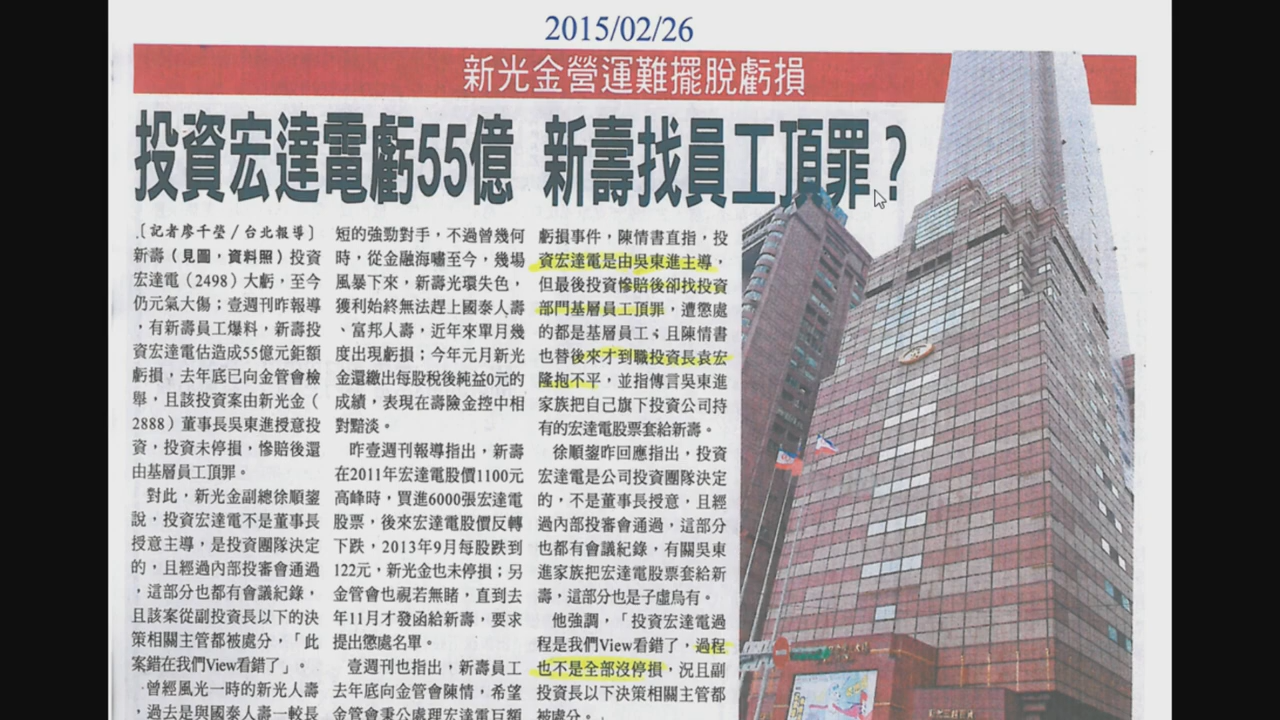 2015/02/26
新光金營運難擺脫虧損
投資宏達電虧55億 新壽找員工頂罪?
〔記者廖千瑩/台北報導〕
新壽(見圖,資料照)投資
宏達電(2498)大虧,至今
仍元氣大傷;壹週刊昨報導
,有新壽員工爆料,新壽投
資宏達電估造成55億元鉅額
虧損,去年底已向金管會檢
舉,且該投資案由新光金(
2888)董事長吳東進授意投
資,投資未停損,慘賠後還
由基層員工頂罪。
對此,新光金副總徐順鋆
說,投資宏達電不是董事長
授意主導,是投資團隊決定
的,且經過內部投審會通過
,這部分也都有會議紀錄,
且該案從副投資長以下的決
策相關主管都被處分,「此
案錯在我們View看錯了」。
曾經風光一時的新光人壽
,過去是與國泰人壽一較長
短的強勁對手,不過曾幾何
時,從金融海嘯至今,幾場
風暴下來,新壽光環失色,
獲利始終無法趕上國泰人壽
、富邦人壽,近年來單月幾
度出現虧損;今年元月新光
金還繳出每股稅後純益0元的
成績,表現在壽險金控中相
對黯淡。
昨壹週刊報導指出,新壽
在2011年宏達電股價1100元
高峰時,買進6000張宏達電
股票,後來宏達電股價反轉
下跌,2013年9月每股跌到
122元,新光金也未停損;另
金管會也視若無睹,直到去
年11月才發函給新壽,要求
提出懲處名單。
壹週刊也指出,新壽員工
去年底向金管會陳情,希望
金管會秉公處理宏達電巨額
虧損事件,陳情書直指,投
資宏達電是由吳東進主導,
但最後投資慘賠後卻找投資
部門基層員工頂罪,遭懲處
的都是基層員工,且陳情書
也替後來才到職投資長袁宏
隆抱不平,並指傳言吳東進
家族把自己旗下投資公司持
有的宏達電股票套給新壽。
徐順鋆昨回應指出,投資
宏達電是公司投資團隊決定
的,不是董事長授意,且經
過內部投審會通過,這部分
也都有會議紀錄,有關吳東
進家族把宏達電股票套給新
壽,這部分也是子虛烏有。
他強調,「投資宏達電過
程是我們View看錯了,過程
也不是全部沒停損,況且副
投資長以下決策相關主管都
被處分。」